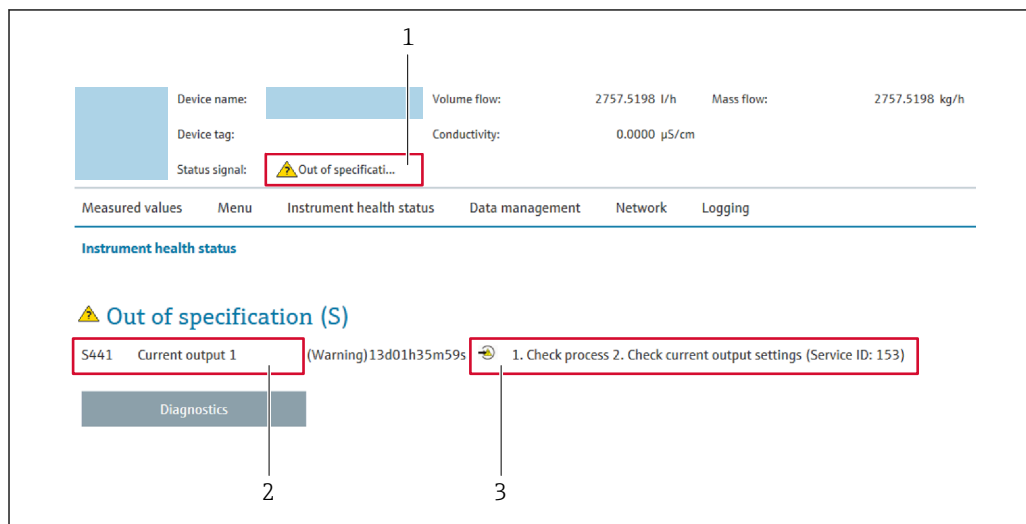 1
Device name: Volume flow: 2757.5198 l/h Mass flow: 2757.5198 kg/h
Device tag: Conductivity: 0.0000 µS/cm
Status signal: Out of specificati...
Measured values Menu Instrument health status Data management Network Logging
Instrument health status
Out of specification (S)
S441 Current output 1 (Warning)13d01h35m59s 1. Check process 2. Check current output settings (Service ID: 153)
Diagnostics
2 3